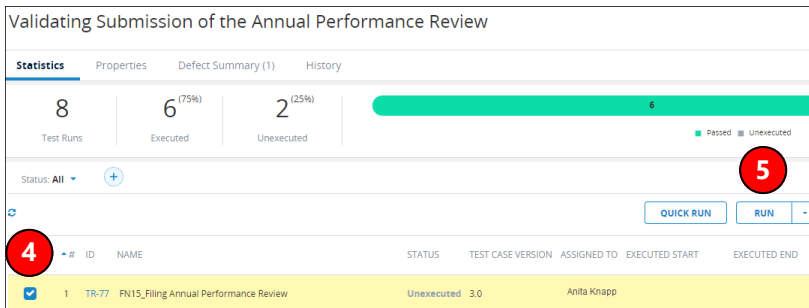 Validating Submission of the Annual Performance Review
Statistics Properties Defect Summary (1) History
8 6 (75%) 2 (25%) 6
Test Runs Executed Unexecuted
Passed Unexecuted
Status: All +
5
QUICK RUN RUN
4
# ID NAME STATUS TEST CASE VERSION ASSIGNED TO EXECUTED START EXECUTED END
1 TR-77 FN15_Filing Annual Performance Review Unexecuted 3.0 Anita Knapp